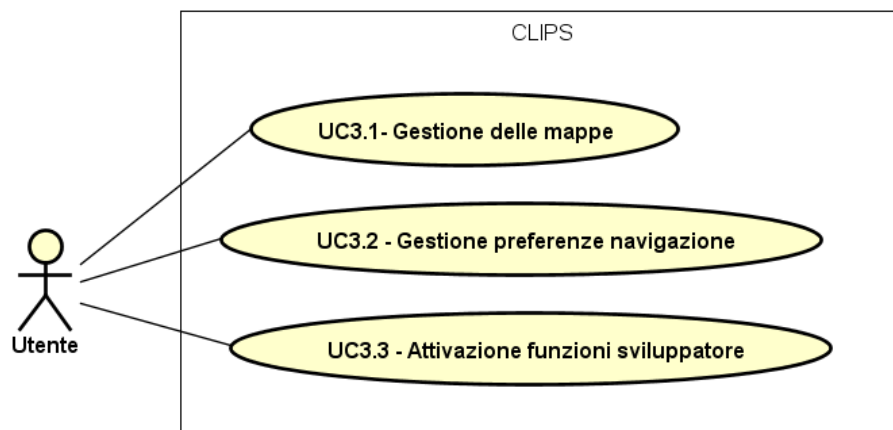 CLIPS
UC3.1- Gestione delle mappe
UC3.2 - Gestione preferenze navigazione
UC3.3 - Attivazione funzioni sviluppatore
Utente